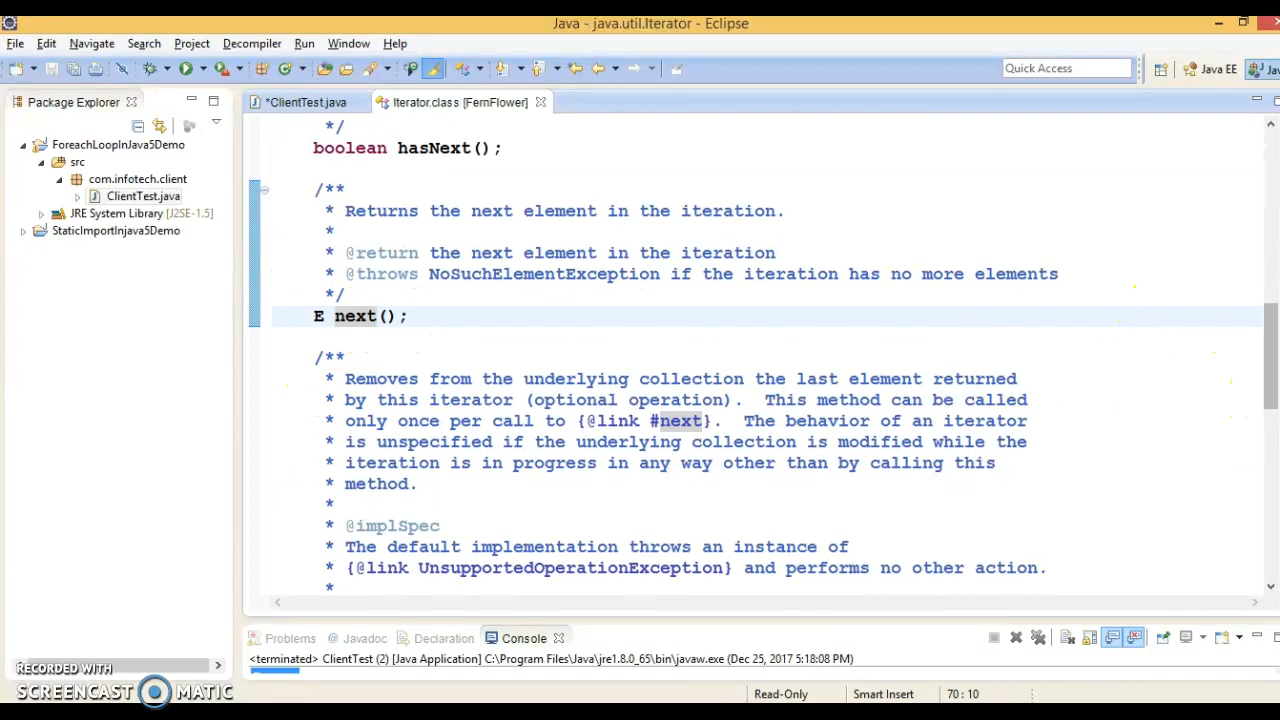 Java - java.util.Iterator - Eclipse
File Edit Navigate Search Project Decompiler Run Window Help
Quick Access
Java EE
Package Explorer
*ClientTest.java
Iterator.class [FernFlower]
ForeachLoopInJava5Demo
src
com.infotech.client
ClientTest.java
JRE System Library [J2SE-1.5]
StaticImportInjava5Demo
*/
boolean hasNext();
/**
* Returns the next element in the iteration.
*
* @return the next element in the iteration
* @throws NoSuchElementException if the iteration has no more elements
*/
E next();
/**
* Removes from the underlying collection the last element returned
* by this iterator (optional operation).  This method can be called
* only once per call to {@link #next}.  The behavior of an iterator
* is unspecified if the underlying collection is modified while the
* iteration is in progress in any way other than by calling this
* method.
*
* @implSpec
* The default implementation throws an instance of
* {@link UnsupportedOperationException} and performs no other action.
*
Problems @ Javadoc Declaration Console
<terminated> ClientTest (2) [Java Application] C:\Program Files\Java\jre1.8.0_65\bin\javaw.exe (Dec 25, 2017 5:18:08 PM)
Read-Only Smart Insert 70 : 10
RECORDED WITH
SCREENCAST MATIC